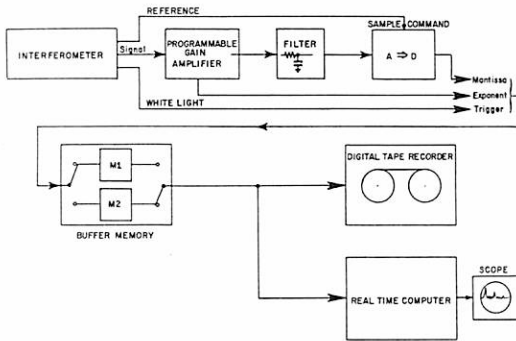 REFERENCE
SAMPLE COMMAND
INTERFEROMETER
Signal
PROGRAMMABLE
GAIN
AMPLIFIER
FILTER
A ⇒ D
Mantissa
Exponent
WHITE LIGHT
Trigger
M1
M2
BUFFER MEMORY
DIGITAL TAPE RECORDER
REAL TIME COMPUTER
SCOPE